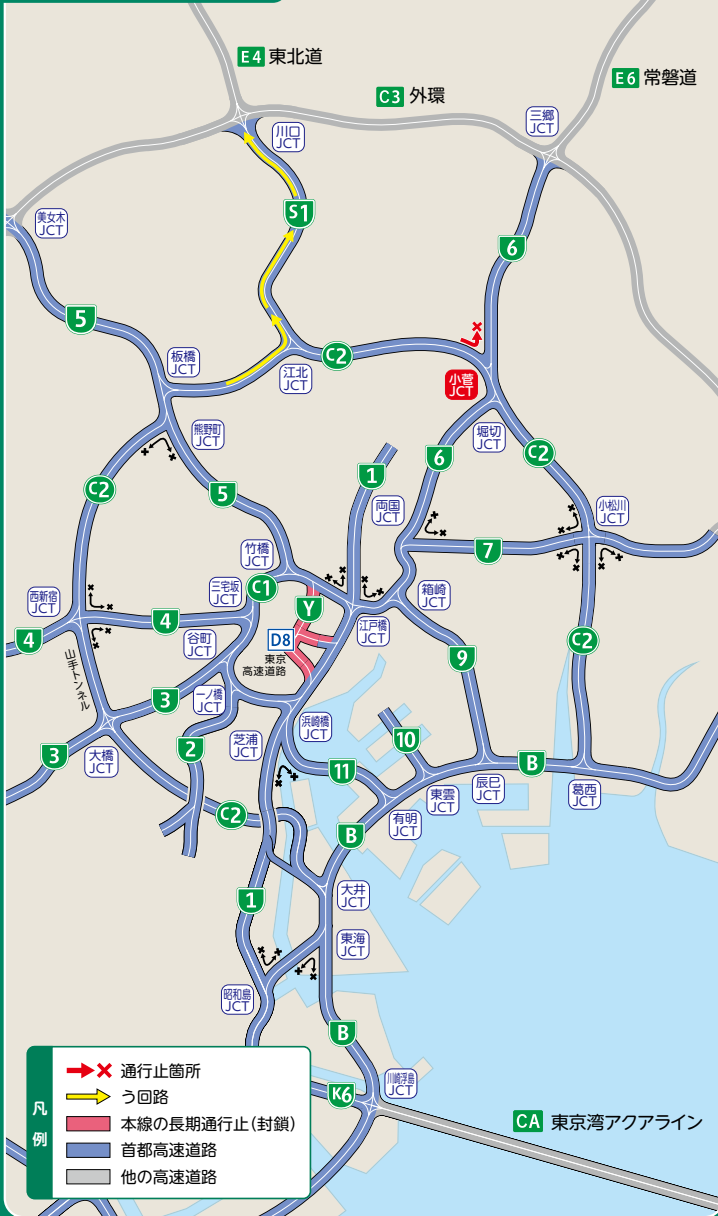 E4 東北道
E6 常磐道
C3 外環
三郷
JCT
川口
JCT
美女木
JCT
S1
6
5
C2
板橋
JCT
江北
JCT
小菅
JCT
熊野町
JCT
堀切
JCT
C2
C2
5
1
6
両国
JCT
小松川
JCT
7
竹橋
JCT
三宅坂
JCT
C1
箱崎
JCT
西新宿
JCT
Y
4
4
江戸橋
JCT
D8
東京
高速道路
谷町
JCT
C2
9
山手トンネル
3
一ノ橋
JCT
浜崎橋
JCT
芝浦
JCT
10
3
大橋
JCT
2
11
B
東雲
JCT
辰巳
JCT
葛西
JCT
C2
有明
JCT
B
1
大井
JCT
東海
JCT
昭和島
JCT
B
川崎浮島
JCT
K6
CA 東京湾アクアライン
凡例
通行止箇所
う回路
本線の長期通行止(封鎖)
首都高速道路
他の高速道路